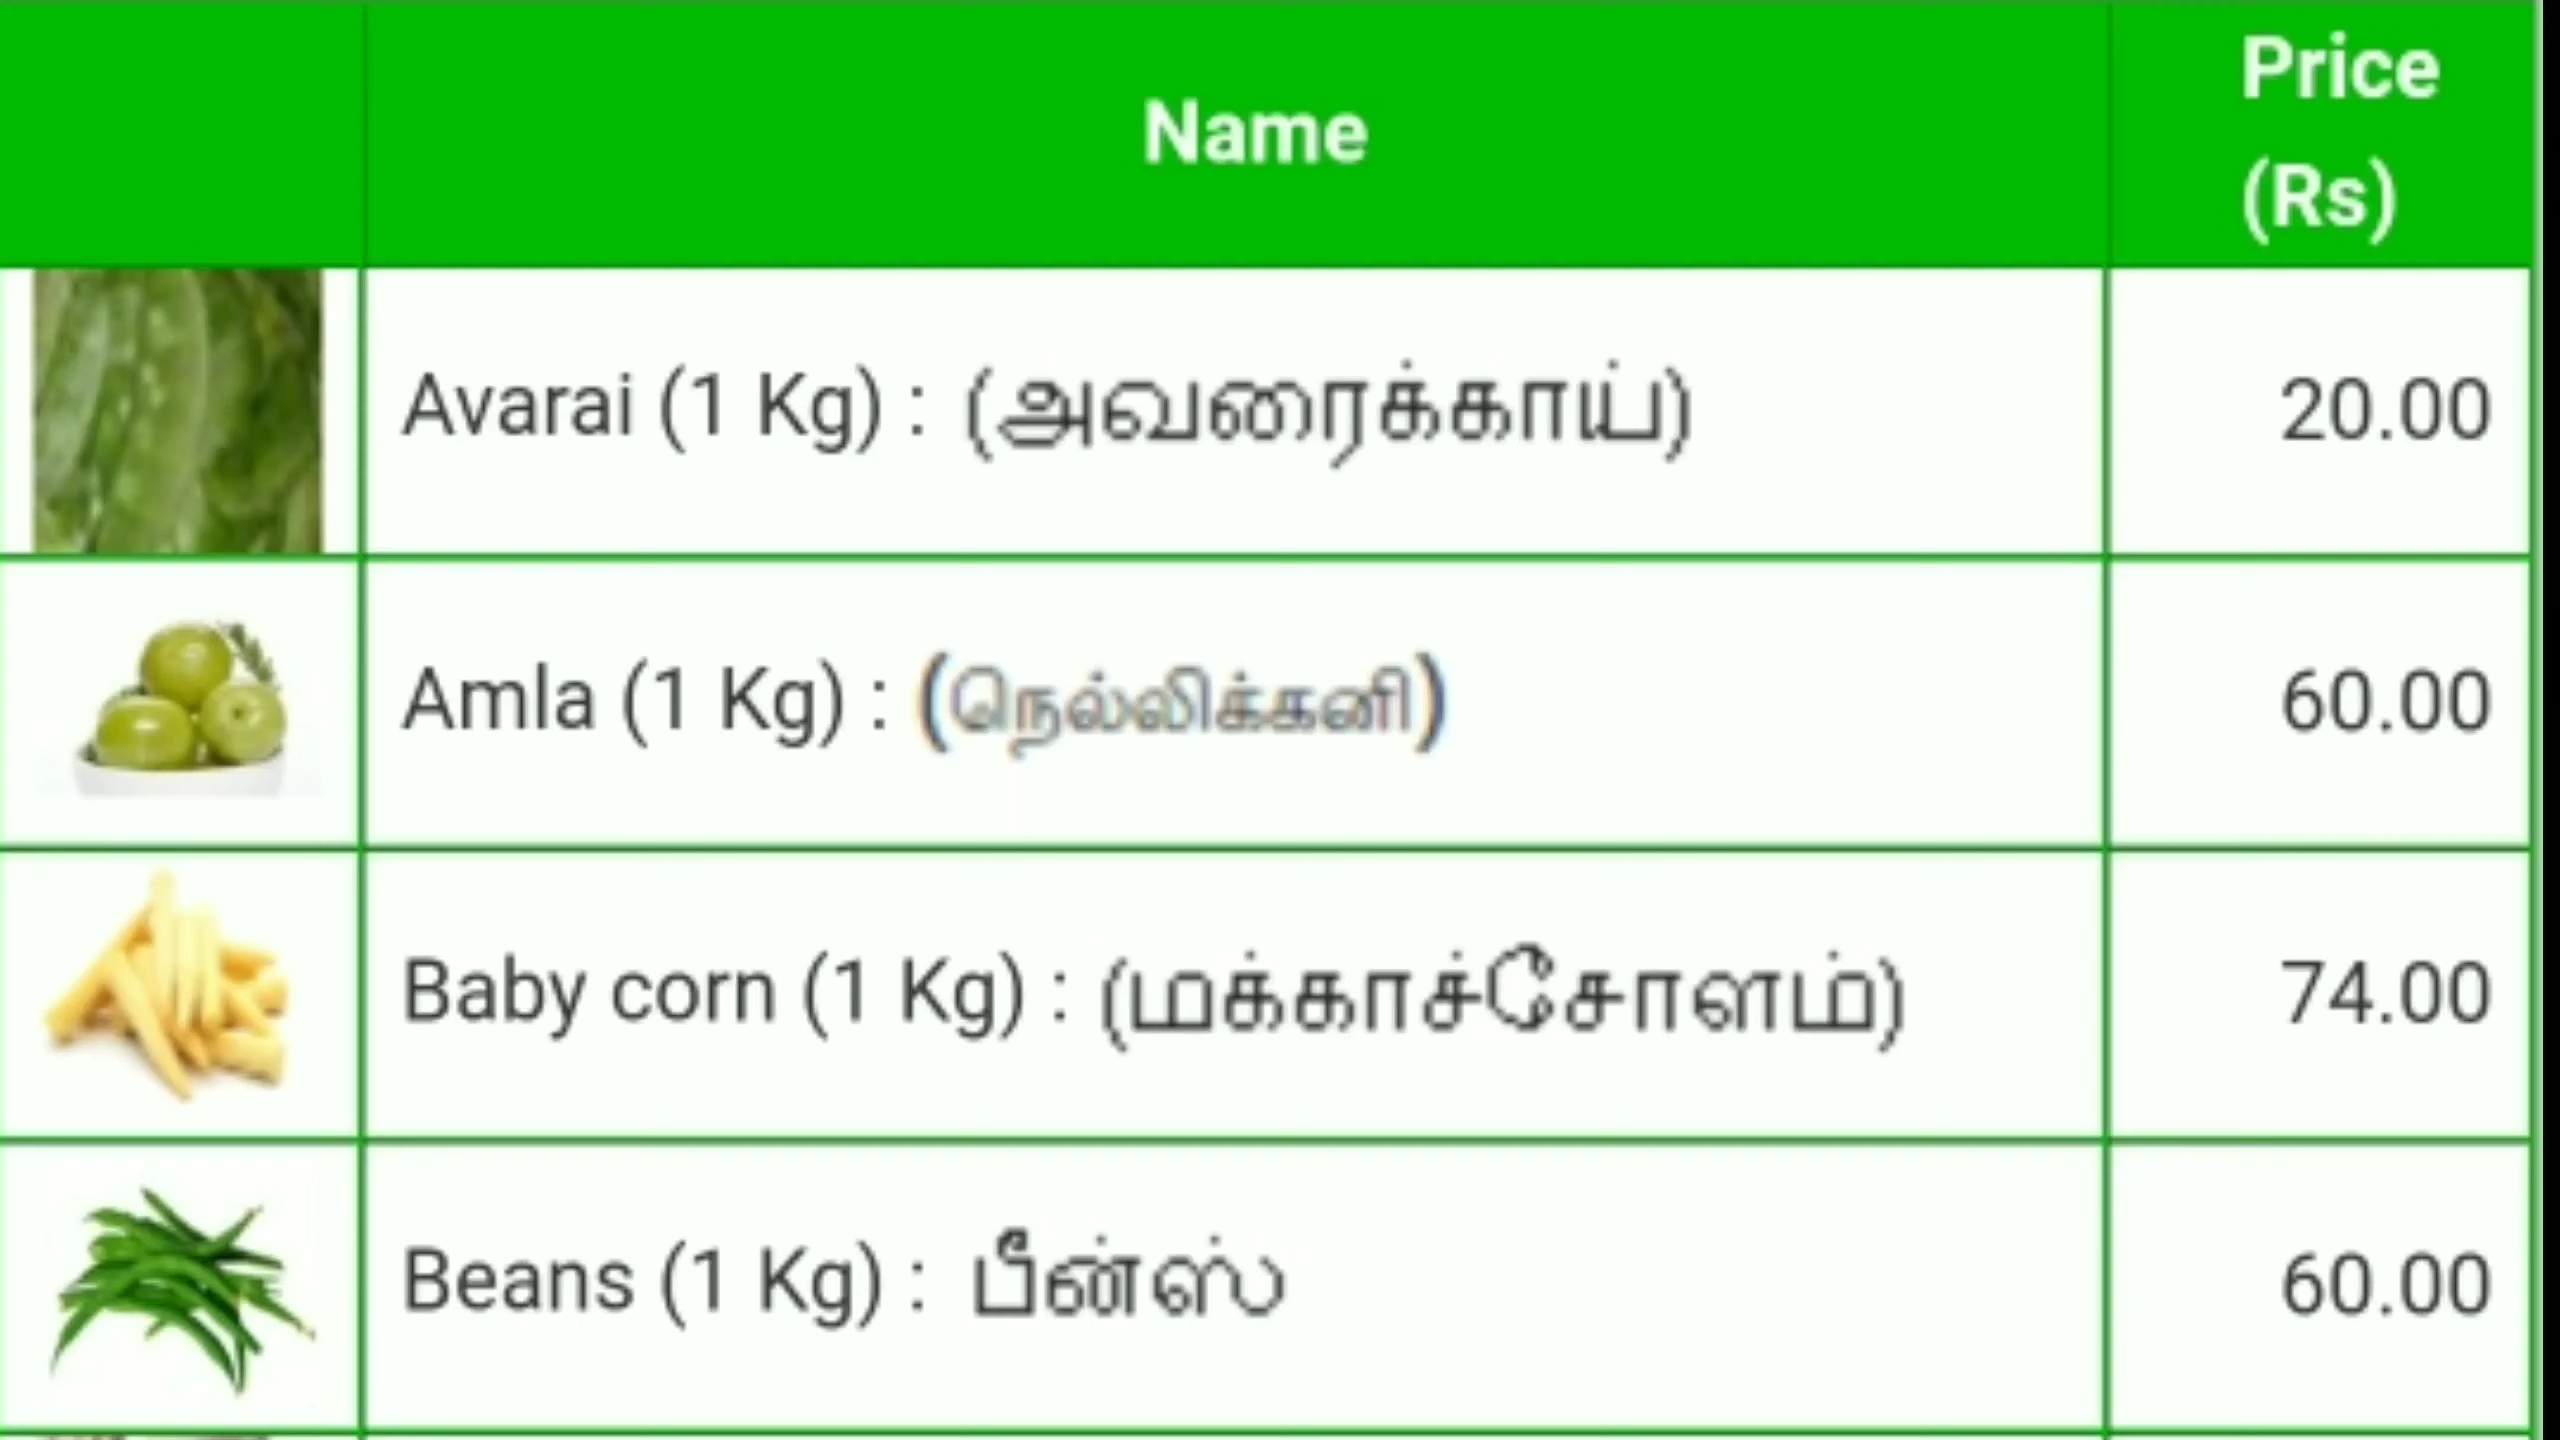 Name
Price
(Rs)
Avarai (1 Kg) : (அவரைக்காய்) 20.00
Amla (1 Kg) : (நெல்லிக்கனி) 60.00
Baby corn (1 Kg) : (மக்காச்சோளம்) 74.00
Beans (1 Kg) : பீன்ஸ் 60.00